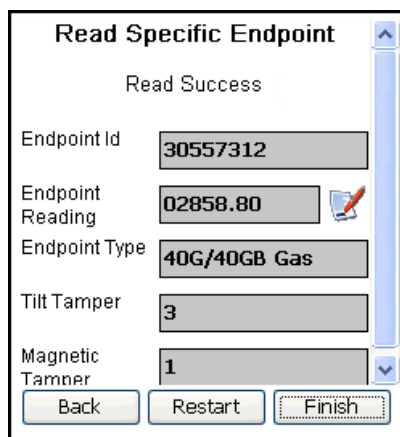 Read Specific Endpoint
Read Success
Endpoint Id
30557312
Endpoint
Reading
02858.80
Endpoint Type
40G/40GB Gas
Tilt Tamper
3
Magnetic
Tamper
1
Back Restart Finish